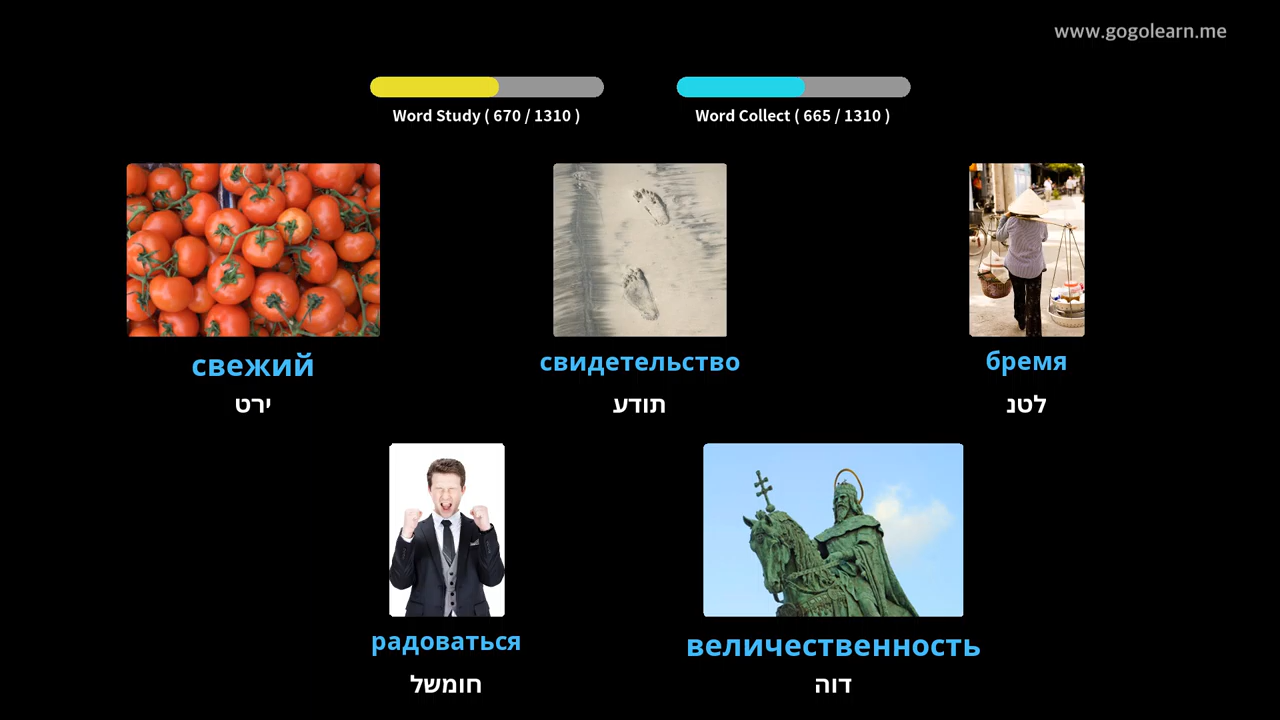 www.gogolearn.me
Word Study ( 670 / 1310 )
Word Collect ( 665 / 1310 )
свежий
ירט
свидетельство
תודע
бремя
לטנ
радоваться
חומשל
величественность
דוה